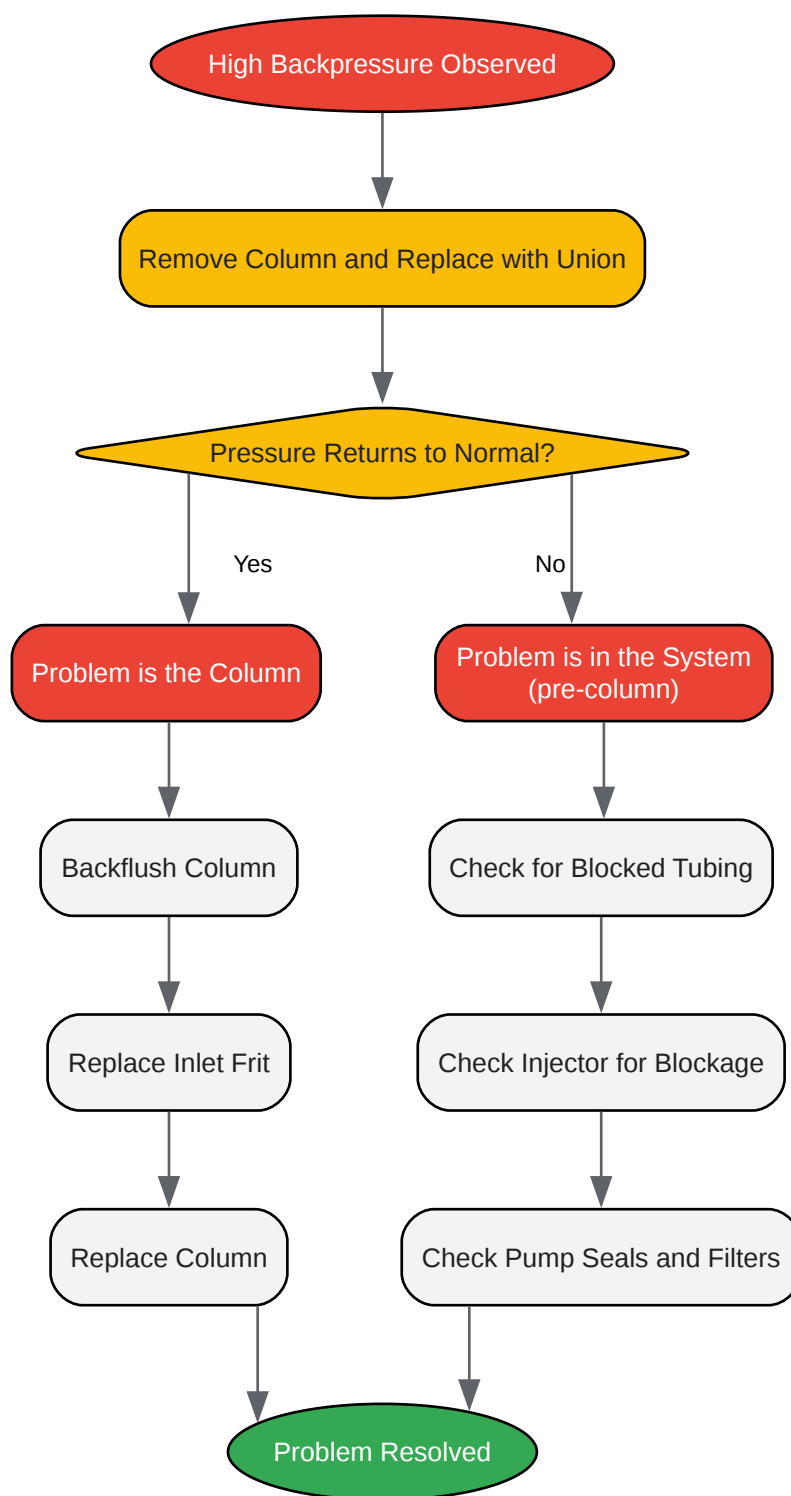 High Backpressure Observed
Remove Column and Replace with Union
Pressure Returns to Normal?
Yes
No
Problem is the Column
Problem is in the System
(pre-column)
Backflush Column
Check for Blocked Tubing
Replace Inlet Frit
Check Injector for Blockage
Replace Column
Check Pump Seals and Filters
Problem Resolved